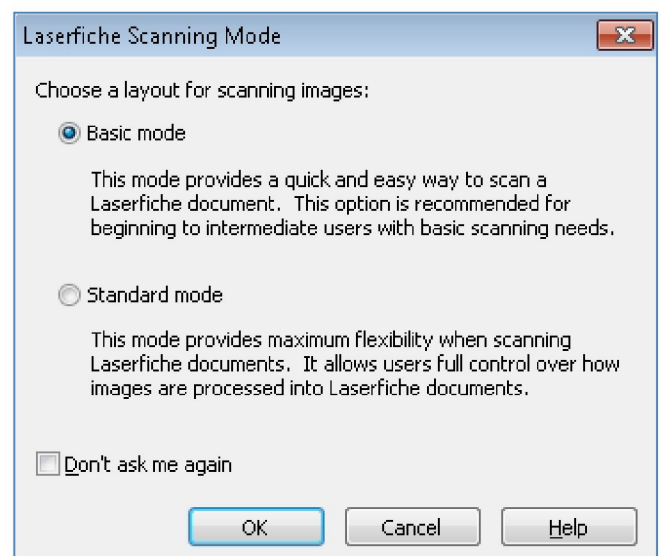 Laserfiche Scanning Mode
Choose a layout for scanning images:
Basic mode
This mode provides a quick and easy way to scan a
Laserfiche document.  This option is recommended for
beginning to intermediate users with basic scanning needs.
Standard mode
This mode provides maximum flexibility when scanning
Laserfiche documents.  It allows users full control over how
images are processed into Laserfiche documents.
Don't ask me again
OK Cancel Help